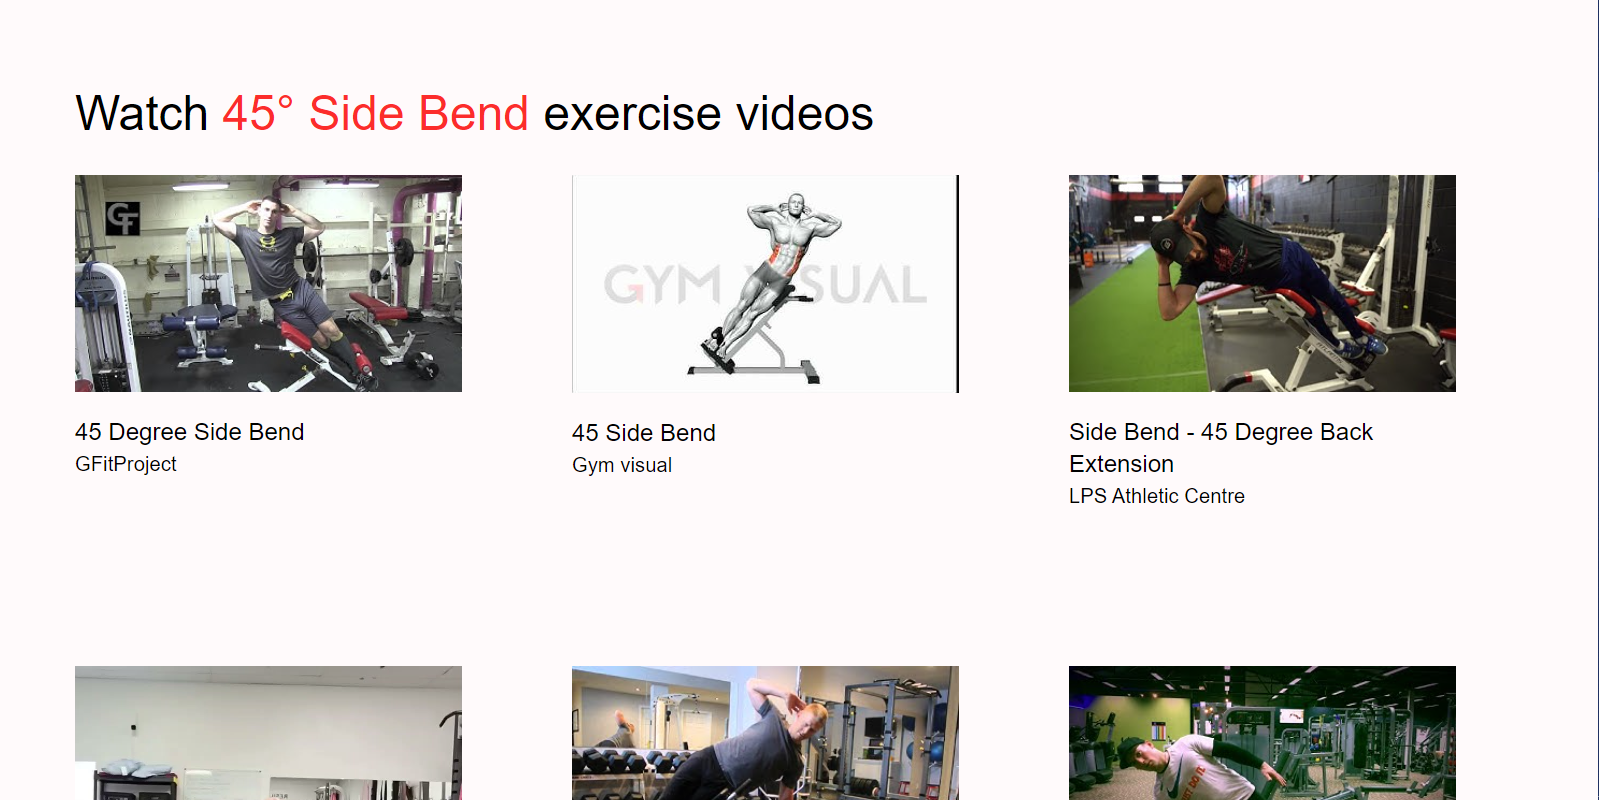 Watch 45° Side Bend exercise videos
GF
GYM VISUAL
45 Degree Side Bend
GFitProject
45 Side Bend
Gym visual
Side Bend - 45 Degree Back
Extension
LPS Athletic Centre